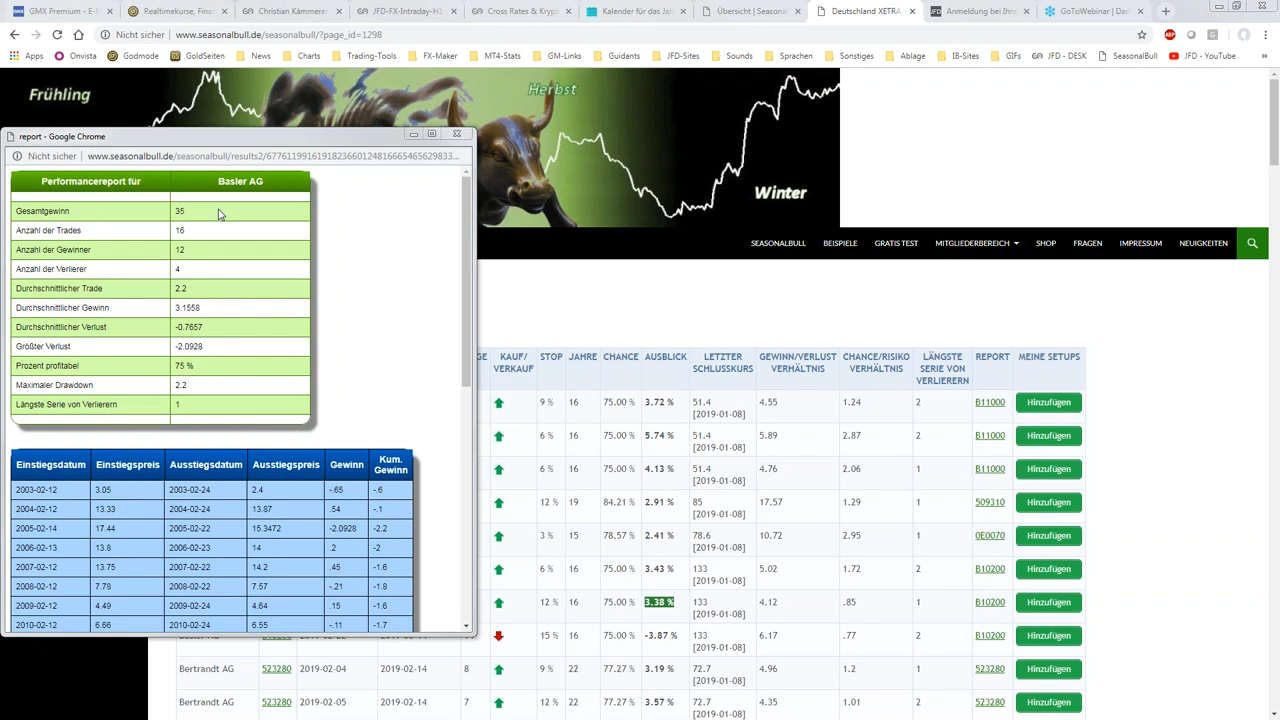 GMX Premium - E-M
Realtimekurse, Finan
Christian Kämmerer
JFD-FX-Intraday-H1
Cross Rates & Krypt
Kalender für das Jah
Übersicht | Seasonal
Deutschland XETRA
Anmeldung bei Ihre
GoToWebinar | Das
Nicht sicher | www.seasonalbull.de/seasonalbull/?page_id=1298
Apps Onvista Godmode GoldSeiten News Charts Trading-Tools FX-Maker MT4-Stats GM-Links Guidants JFD-Sites Sounds Sprachen Sonstiges Ablage IB-Sites GIFs JFD - DESK SeasonalBull JFD - YouTube »
Frühling
Herbst
Winter
SEASONALBULL BEISPIELE GRATIS TEST MITGLIEDERBEREICH SHOP FRAGEN IMPRESSUM NEUIGKEITEN
report - Google Chrome
Nicht sicher | www.seasonalbull.de/seasonalbull/results2/6776119916191823660124816665465629833...
Performancereport für Basler AG
Gesamtgewinn 35
Anzahl der Trades 16
Anzahl der Gewinner 12
Anzahl der Verlierer 4
Durchschnittlicher Trade 2.2
Durchschnittlicher Gewinn 3.1558
Durchschnittlicher Verlust -0.7657
Größter Verlust -2.0928
Prozent profitabel 75 %
Maximaler Drawdown 2.2
Längste Serie von Verlierern 1
Einstiegsdatum Einstiegspreis Ausstiegsdatum Ausstiegspreis Gewinn Kum. Gewinn
2003-02-12 3.05 2003-02-24 2.4 -.65 -.6
2004-02-12 13.33 2004-02-24 13.87
2005-02-14 17.44 2005-02-22 15.3472 -2.0928 -2.2
2006-02-13 13.8 2006-02-23 14 .2 -2
2007-02-12 13.75 2007-02-22 14.2 .45
2008-02-12 7.78 2008-02-22 7.57 -.21 -1.8
2009-02-12 4.49 2009-02-24 4.64 .15 -1.6
2010-02-12 6.66 2010-02-24 6.55 -.11 -1.7
GE KAUF/ VERKAUF STOP JAHRE CHANCE AUSBLICK LETZTER SCHLUSSKURS GEWINN/VERLUST VERHÄLTNIS CHANCE/RISIKO VERHÄLTNIS LÄNGSTE SERIE VON VERLIERERN REPORT MEINE SETUPS
9 % 16 75.00 % 3.72 % 51.4 [2019-01-08] 4.55 1.24 2 B11000 Hinzufügen
6 % 16 75.00 % 5.74 % 51.4 [2019-01-08] 5.89 2.87 2 B11000 Hinzufügen
6 % 16 75.00 % 4.13 % 51.4 [2019-01-08] 4.76 2.06 1 B11000 Hinzufügen
12 % 19 84.21 % 2.91 % 85 [2019-01-08] 17.57 1.29 1 509310 Hinzufügen
3 % 15 78.57 % 2.41 % 78.6 [2019-01-08] 10.72 2.95 1 0E0070 Hinzufügen
6 % 16 75.00 % 3.43 % 133 [2019-01-08] 5.02 1.72 1 B10200 Hinzufügen
12 % 16 75.00 % 3.38 % 133 [2019-01-08] 4.12 .85 1 B10200 Hinzufügen
15 % 16 75.00 % -3.87 % 133 [2019-01-08] 6.17 .77 2 B10200 Hinzufügen
Bertrandt AG 523280 2019-02-04 2019-02-14 8 9 % 22 77.27 % 3.19 % 72.7 [2019-01-08] 4.96 1.2 2 523280 Hinzufügen
Bertrandt AG 523280 2019-02-05 2019-02-14 7 12 % 22 77.27 % 3.57 % 72.7 [2019-01-08] 4.35 1.01 2 523280 Hinzufügen